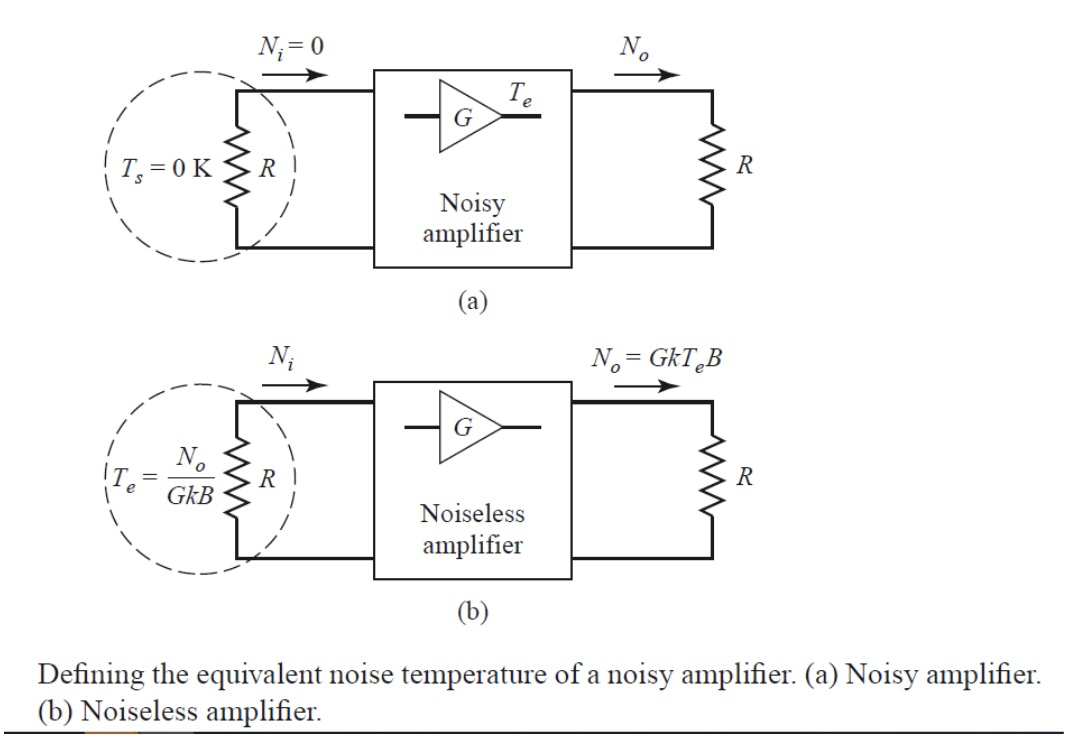 N_i = 0
N_o
T_s = 0 K
R
G
T_e
Noisy
amplifier
R
(a)
N_i
N_o = GkT_eB
T_e = N_o / GkB
R
G
Noiseless
amplifier
R
(b)
Defining the equivalent noise temperature of a noisy amplifier. (a) Noisy amplifier.
(b) Noiseless amplifier.